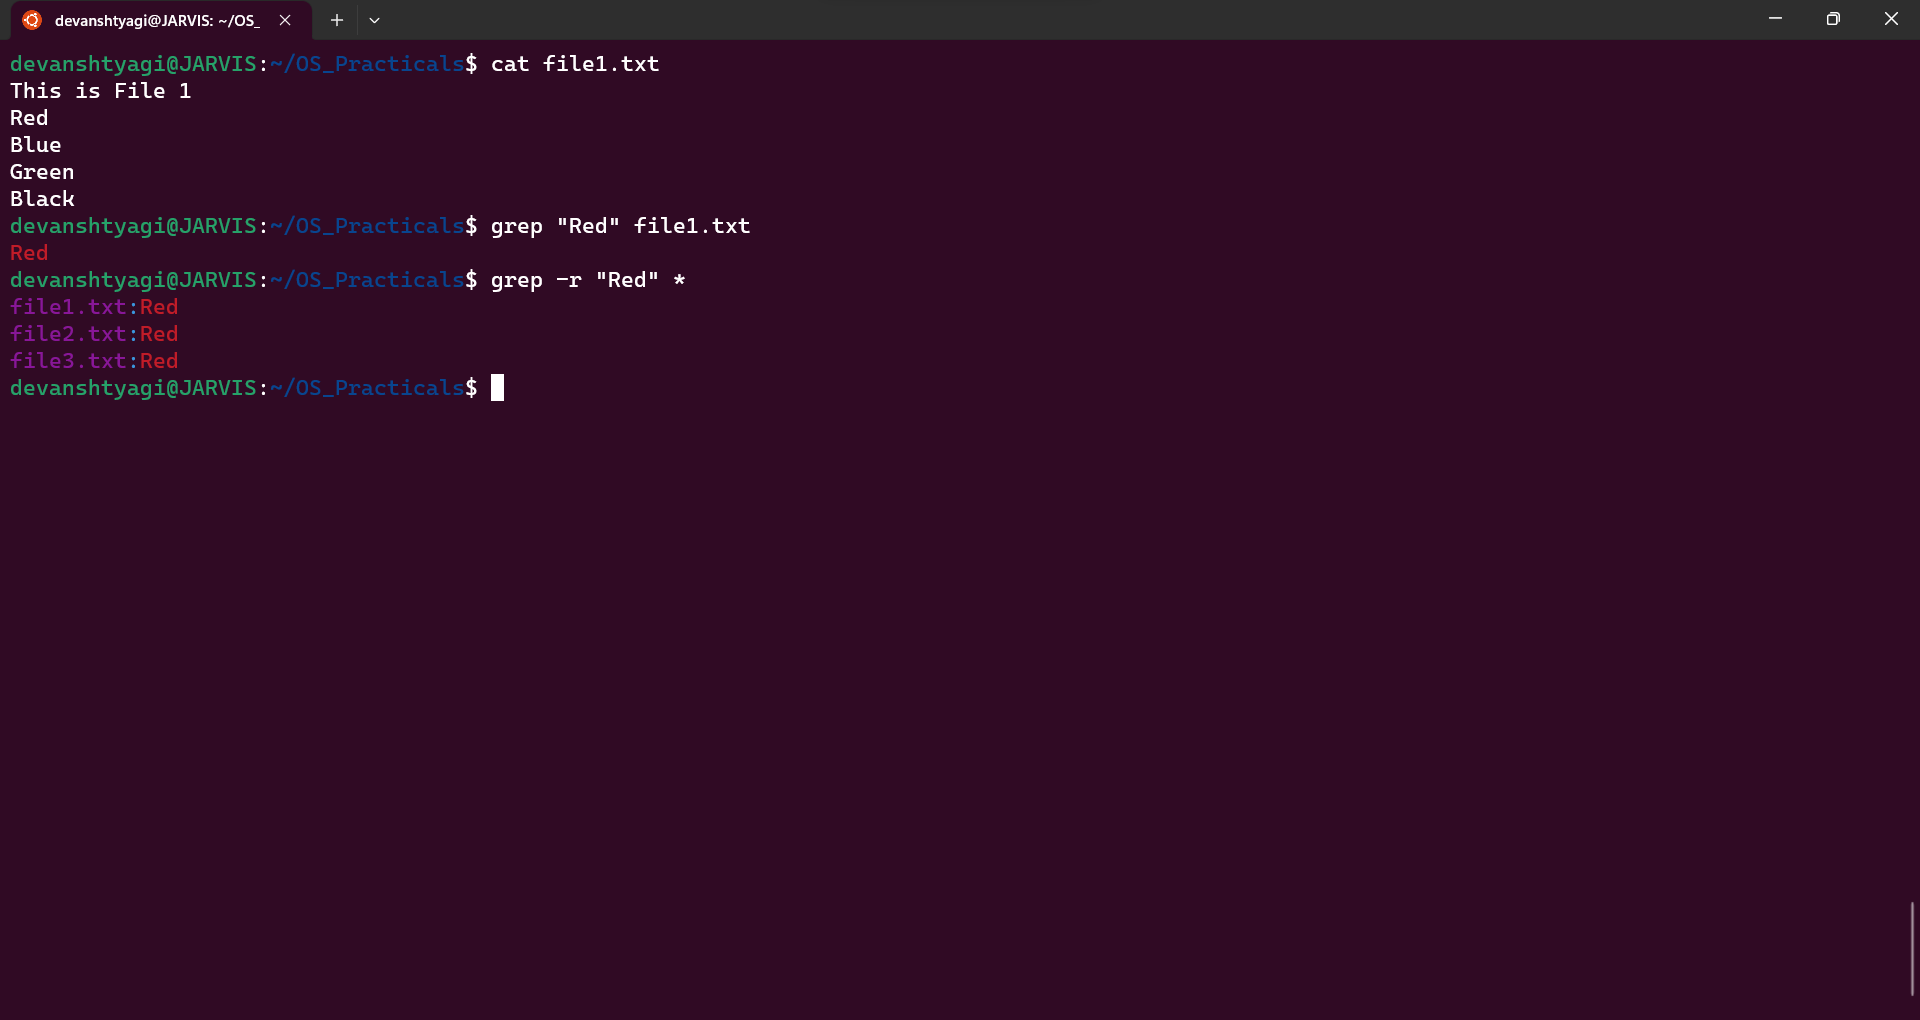 devanshtyagi@JARVIS: ~/OS_
devanshtyagi@JARVIS:~/OS_Practicals$ cat file1.txt
This is File 1
Red
Blue
Green
Black
devanshtyagi@JARVIS:~/OS_Practicals$ grep "Red" file1.txt
Red
devanshtyagi@JARVIS:~/OS_Practicals$ grep -r "Red" *
file1.txt:Red
file2.txt:Red
file3.txt:Red
devanshtyagi@JARVIS:~/OS_Practicals$